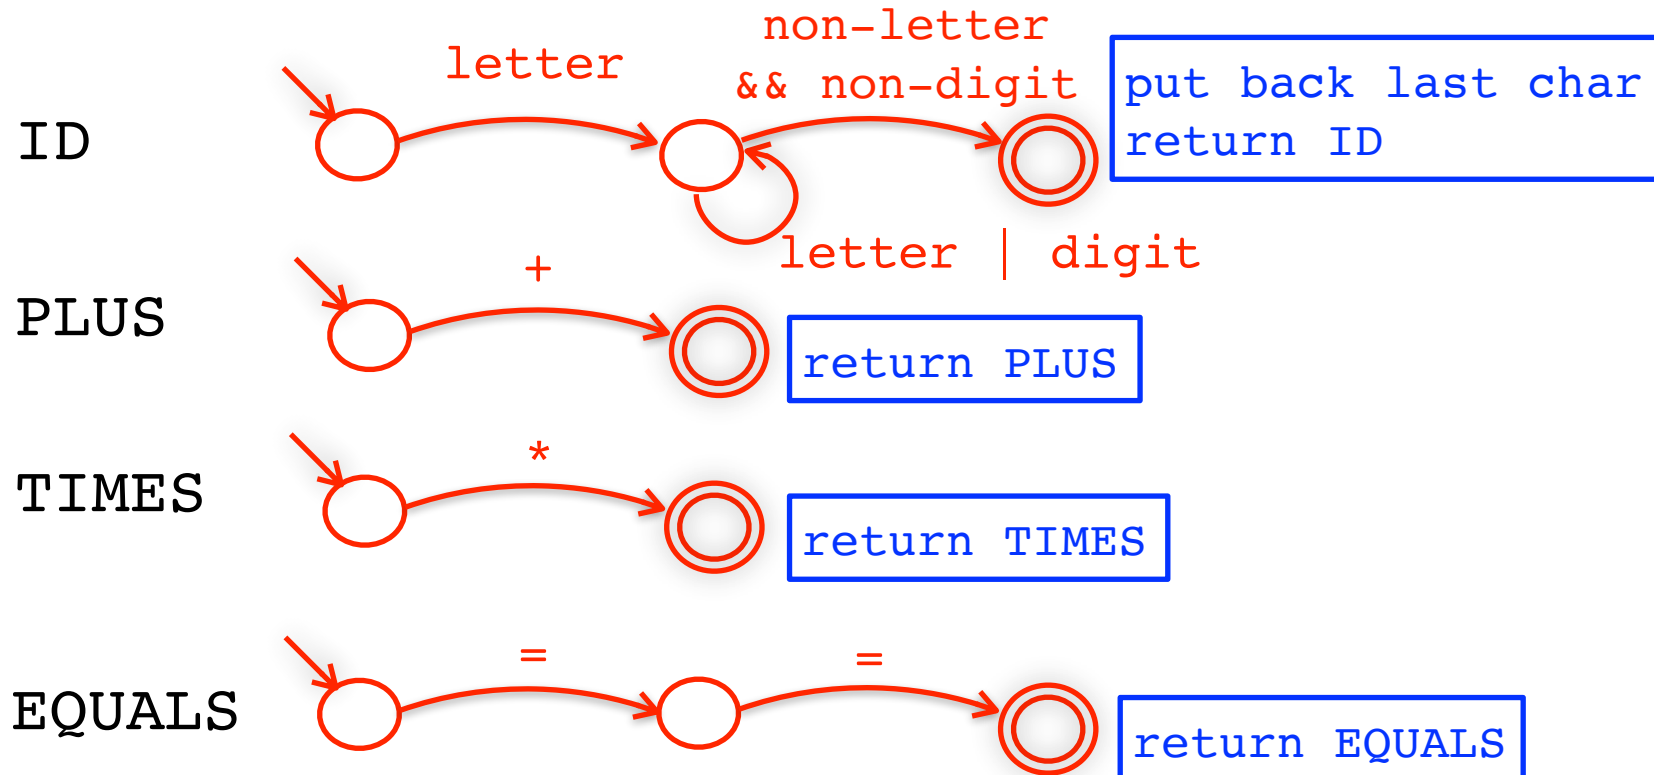 non-letter
letter
&& non-digit
put back last char
ID
return ID
letter | digit
+
PLUS
return PLUS
*
TIMES
return TIMES
= =
EQUALS
return EQUALS